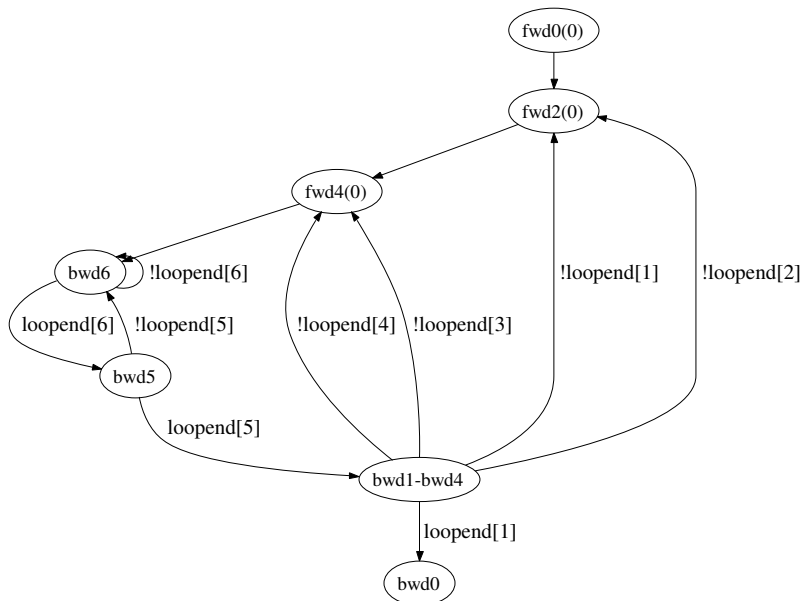 fwd0(0)
fwd2(0)
fwd4(0)
bwd6
!loopend[6]
!loopend[1]
!loopend[2]
loopend[6]
!loopend[5]
!loopend[4]
!loopend[3]
bwd5
loopend[5]
bwd1-bwd4
loopend[1]
bwd0